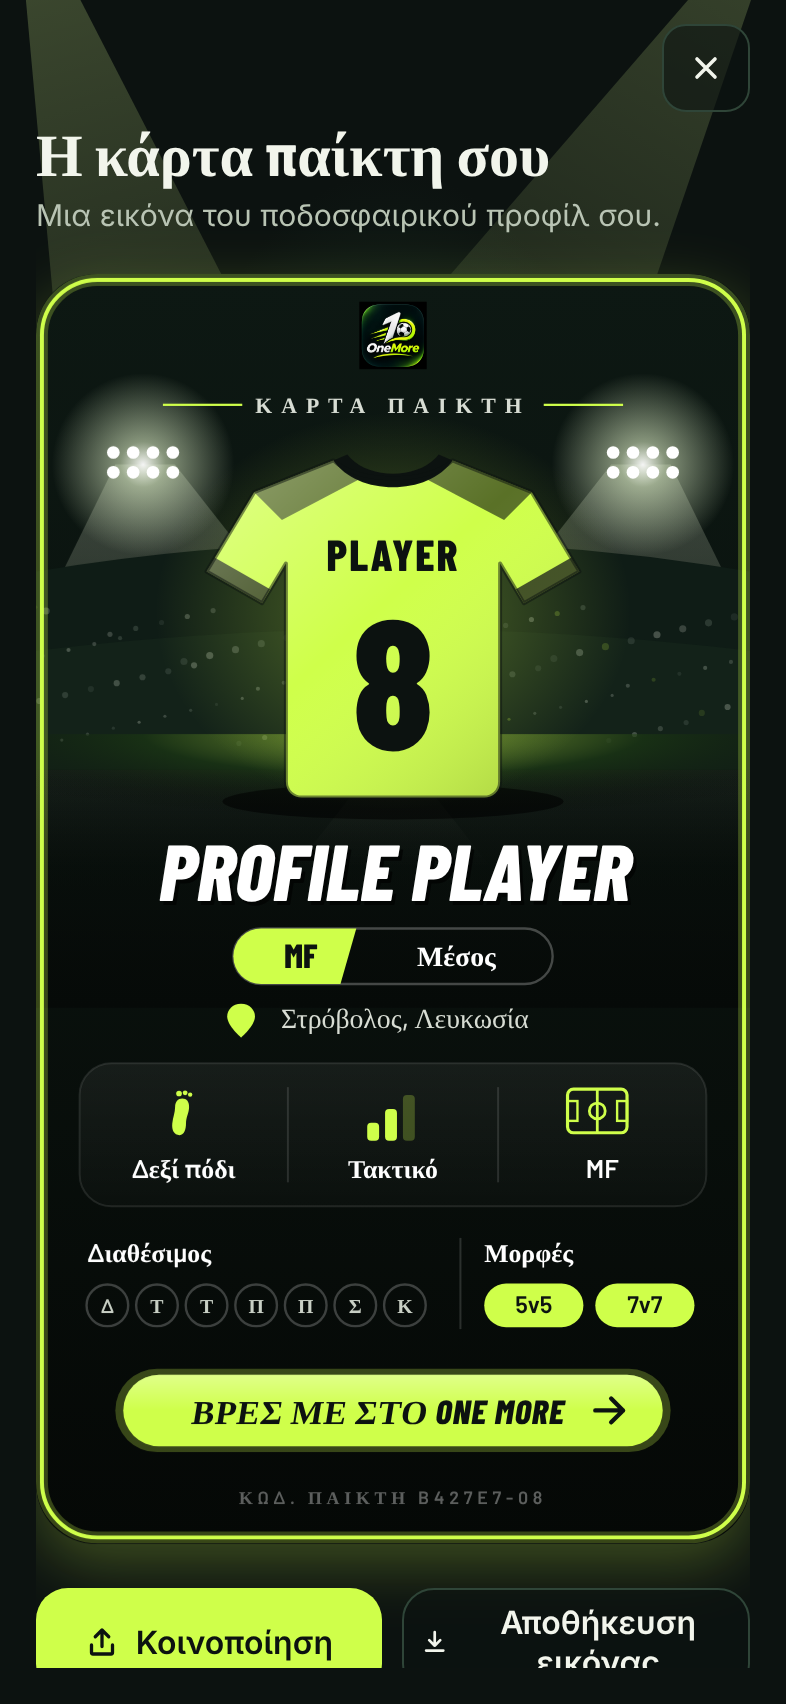 Η κάρτα παίκτη σου
Μια εικόνα του ποδοσφαιρικού προφίλ σου.
OneMore
ΚΑΡΤΑ ΠΑΙΚΤΗ
PLAYER
8
PROFILE PLAYER
MF Μέσος
Στρόβολος, Λευκωσία
Δεξί πόδι Τακτικό MF
Διαθέσιμος Μορφές
Δ Τ Τ Π Π Σ Κ 5v5 7v7
ΒΡΕΣ ΜΕ ΣΤΟ ONE MORE
ΚΩΔ. ΠΑΙΚΤΗ B427E7-08
Κοινοποίηση
Αποθήκευση
εικόνας